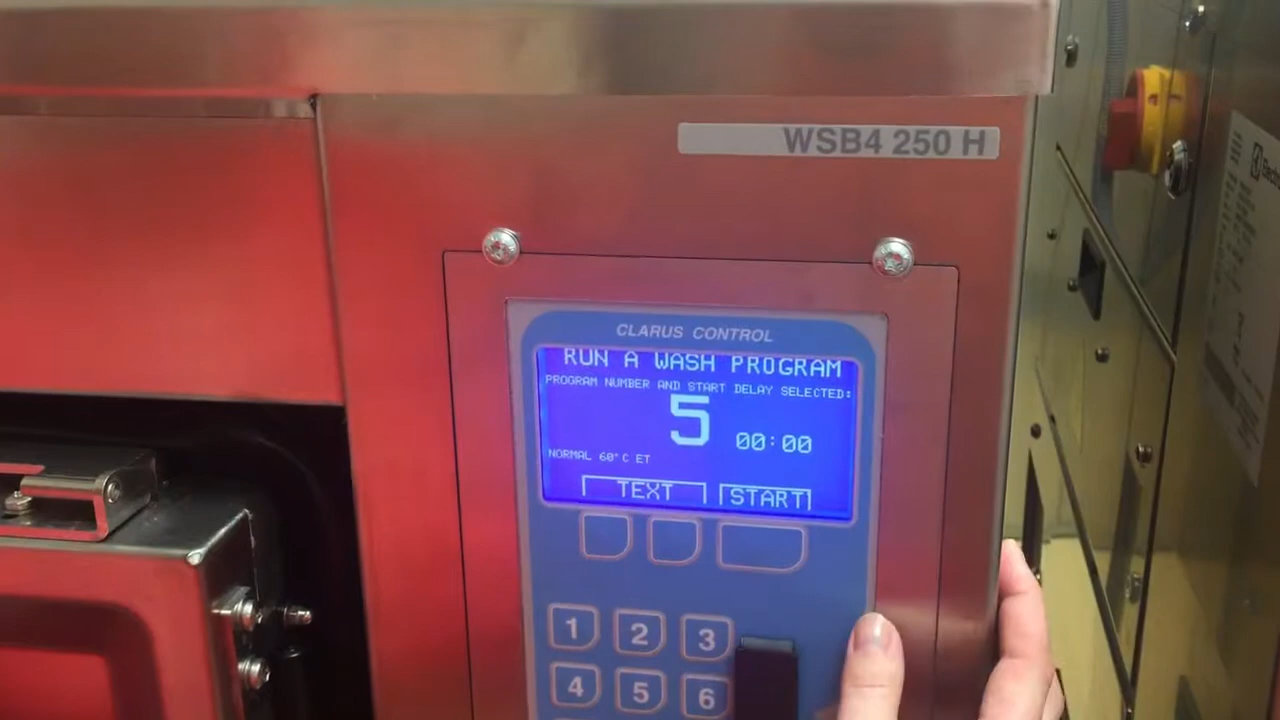 WSB4 250 H
CLARUS CONTROL
RUN A WASH PROGRAM
PROGRAM NUMBER AND START DELAY SELECTED:
5 00:00
NORMAL 60°C ET
TEXT START
1 2 3
4 5 6